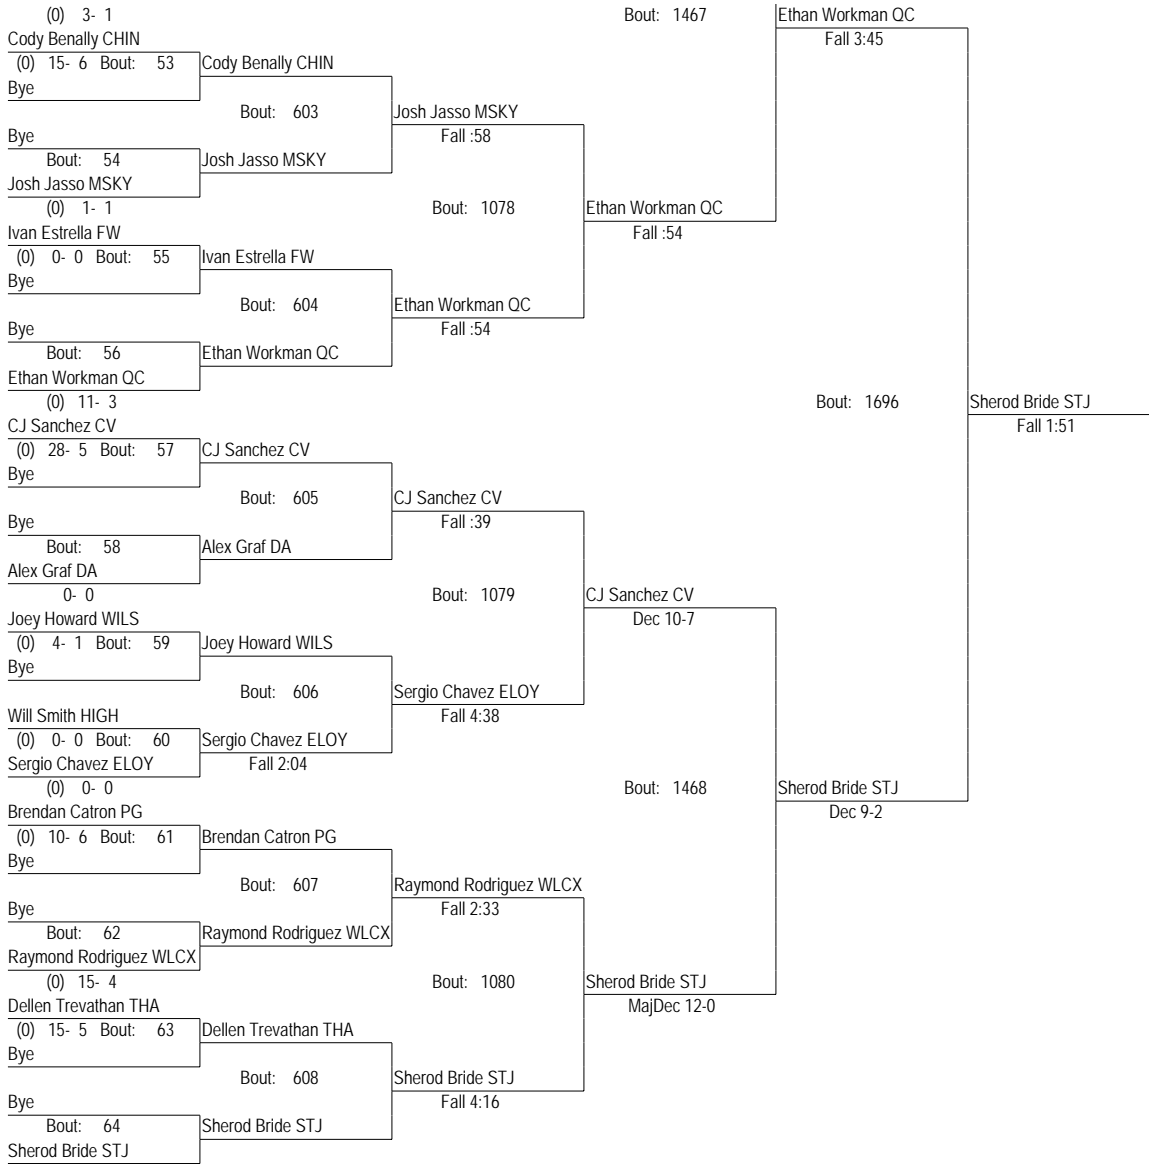 (0) 3- 1
Bout: 1467
Ethan Workman QC
Cody Benally CHIN
Fall 3:45
(0) 15- 6 Bout: 53
Cody Benally CHIN
Bye
Bout: 603
Josh Jasso MSKY
Bye
Fall :58
Bout: 54
Josh Jasso MSKY
Josh Jasso MSKY
(0) 1- 1
Bout: 1078
Ethan Workman QC
Ivan Estrella FW
Fall :54
(0) 0- 0 Bout: 55
Ivan Estrella FW
Bye
Bout: 604
Ethan Workman QC
Bye
Fall :54
Bout: 56
Ethan Workman QC
Ethan Workman QC
(0) 11- 3
Bout: 1696
Sherod Bride STJ
CJ Sanchez CV
Fall 1:51
(0) 28- 5 Bout: 57
CJ Sanchez CV
Bye
Bout: 605
CJ Sanchez CV
Bye
Fall :39
Bout: 58
Alex Graf DA
Alex Graf DA
0- 0
Bout: 1079
CJ Sanchez CV
Joey Howard WILS
Dec 10-7
(0) 4- 1 Bout: 59
Joey Howard WILS
Bye
Bout: 606
Sergio Chavez ELOY
Will Smith HIGH
Fall 4:38
(0) 0- 0 Bout: 60
Sergio Chavez ELOY
Sergio Chavez ELOY
Fall 2:04
(0) 0- 0
Bout: 1468
Sherod Bride STJ
Brendan Catron PG
Dec 9-2
(0) 10- 6 Bout: 61
Brendan Catron PG
Bye
Bout: 607
Raymond Rodriguez WLCX
Bye
Fall 2:33
Bout: 62
Raymond Rodriguez WLCX
Raymond Rodriguez WLCX
(0) 15- 4
Bout: 1080
Sherod Bride STJ
Dellen Trevathan THA
MajDec 12-0
(0) 15- 5 Bout: 63
Dellen Trevathan THA
Bye
Bout: 608
Sherod Bride STJ
Bye
Fall 4:16
Bout: 64
Sherod Bride STJ
Sherod Bride STJ